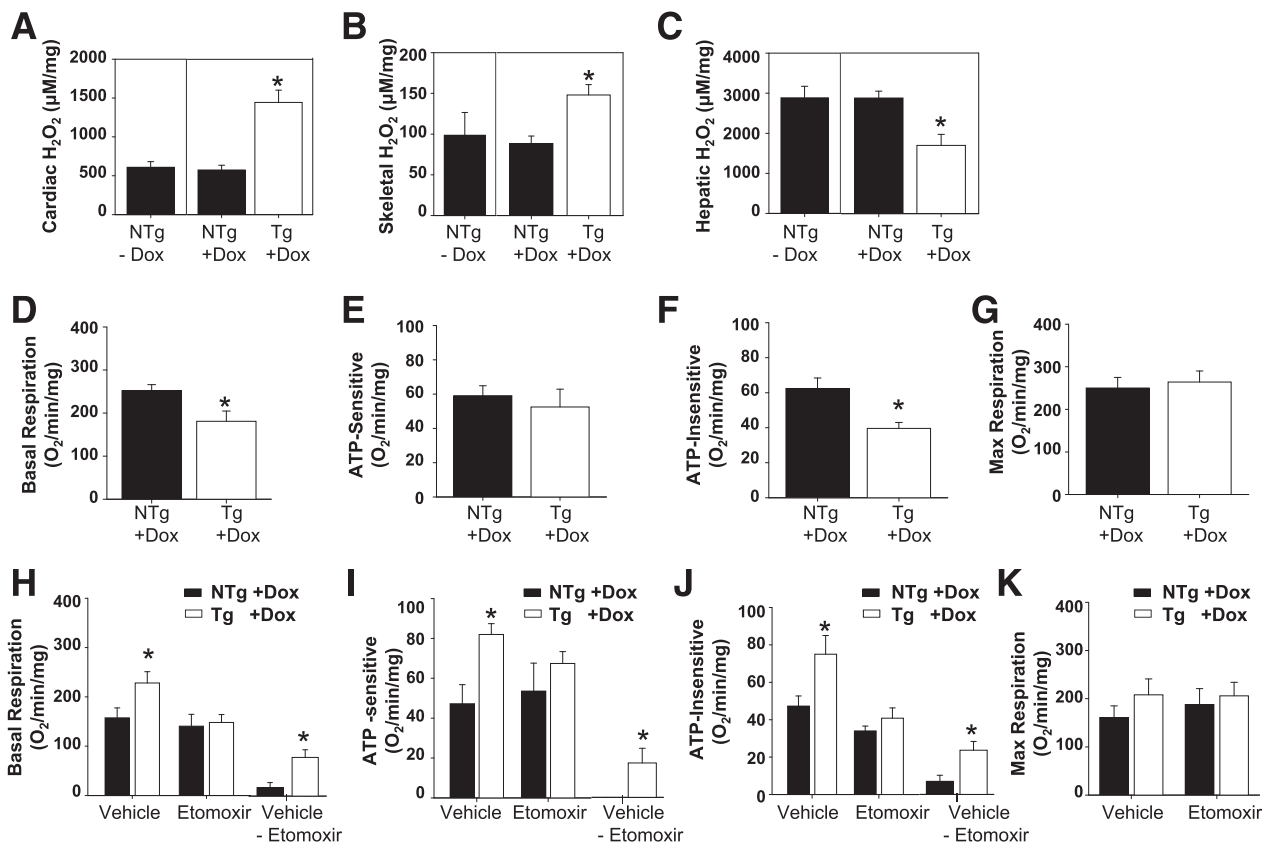 A
Cardiac H2O2 (µM/mg)
2000
1500
1000
500
0
*
NTg
- Dox
NTg
+Dox
Tg
+Dox
B
Skeletal H2O2 (µM/mg)
200
150
100
50
0
*
NTg
- Dox
NTg
+Dox
Tg
+Dox
C
Hepatic H2O2 (µM/mg)
4000
3000
2000
1000
0
*
NTg
- Dox
NTg
+Dox
Tg
+Dox
D
Basal Respiration
(O2/min/mg)
400
300
200
100
0
*
NTg
+Dox
Tg
+Dox
E
ATP-Sensitive
(O2/min/mg)
100
80
60
40
20
0
NTg
+Dox
Tg
+Dox
F
ATP-Insensitive
(O2/min/mg)
100
80
60
40
20
0
*
NTg
+Dox
Tg
+Dox
G
Max Respiration
(O2/min/mg)
400
300
200
100
0
NTg
+Dox
Tg
+Dox
H
NTg +Dox
Tg +Dox
Basal Respiration
(O2/min/mg)
400
300
200
100
0
*
*
Vehicle
Etomoxir
Vehicle
- Etomoxir
I
NTg +Dox
Tg +Dox
ATP -sensitive
(O2/min/mg)
100
80
60
40
20
0
*
*
Vehicle
Etomoxir
Vehicle
- Etomoxir
J
NTg +Dox
Tg +Dox
ATP-Insensitive
(O2/min/mg)
100
80
60
40
20
0
*
*
Vehicle
Etomoxir
Vehicle
- Etomoxir
K
NTg +Dox
Tg +Dox
Max Respiration
(O2/min/mg)
400
300
200
100
0
Vehicle
Etomoxir